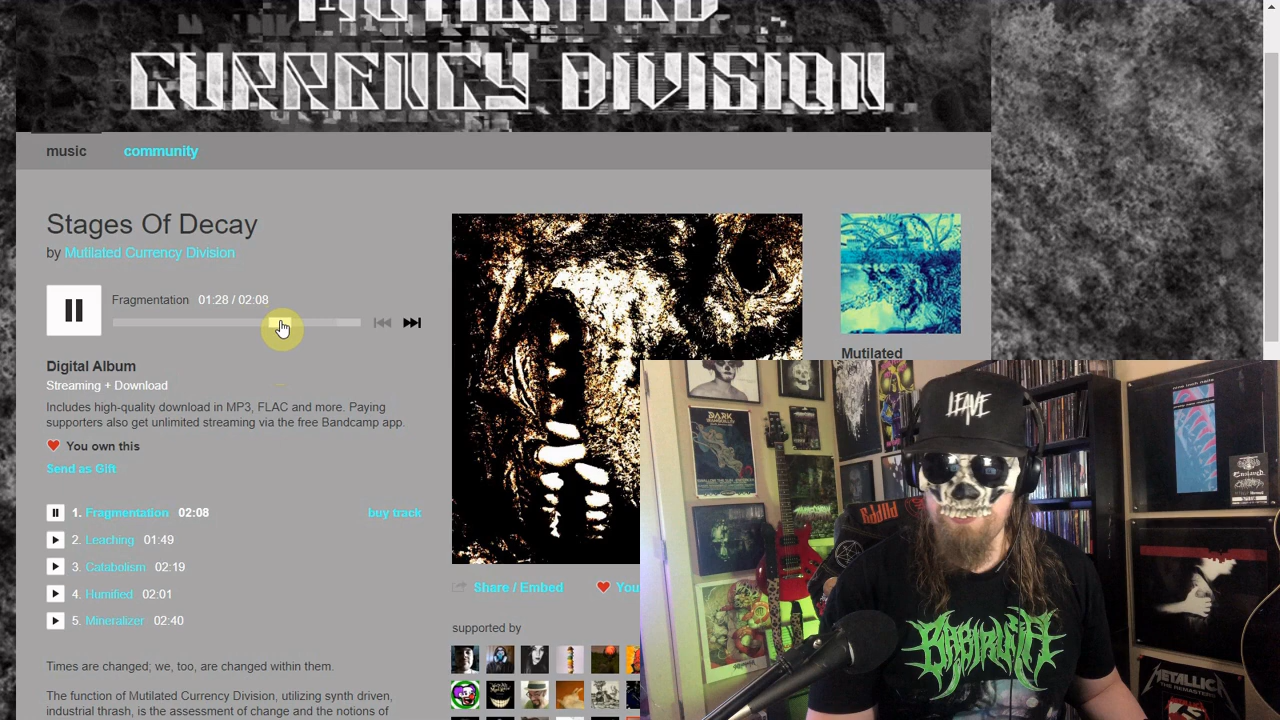 MUTILATED
CURRENCY DIVISION
music
community
Stages Of Decay
by Mutilated Currency Division
Fragmentation 01:28 / 02:08
Digital Album
Streaming + Download
Includes high-quality download in MP3, FLAC and more. Paying
supporters also get unlimited streaming via the free Bandcamp app.
You own this
Send as Gift
1. Fragmentation 02:08
buy track
2. Leaching 01:49
3. Catabolism 02:19
4. Humified 02:01
5. Mineralizer 02:40
Times are changed; we, too, are changed within them.
The function of Mutilated Currency Division, utilizing synth driven,
industrial thrash, is the assessment of change and the notions of
Share / Embed
You
supported by
Mutilated
LEAVE
DARK
BABIRUSA
METALLICA